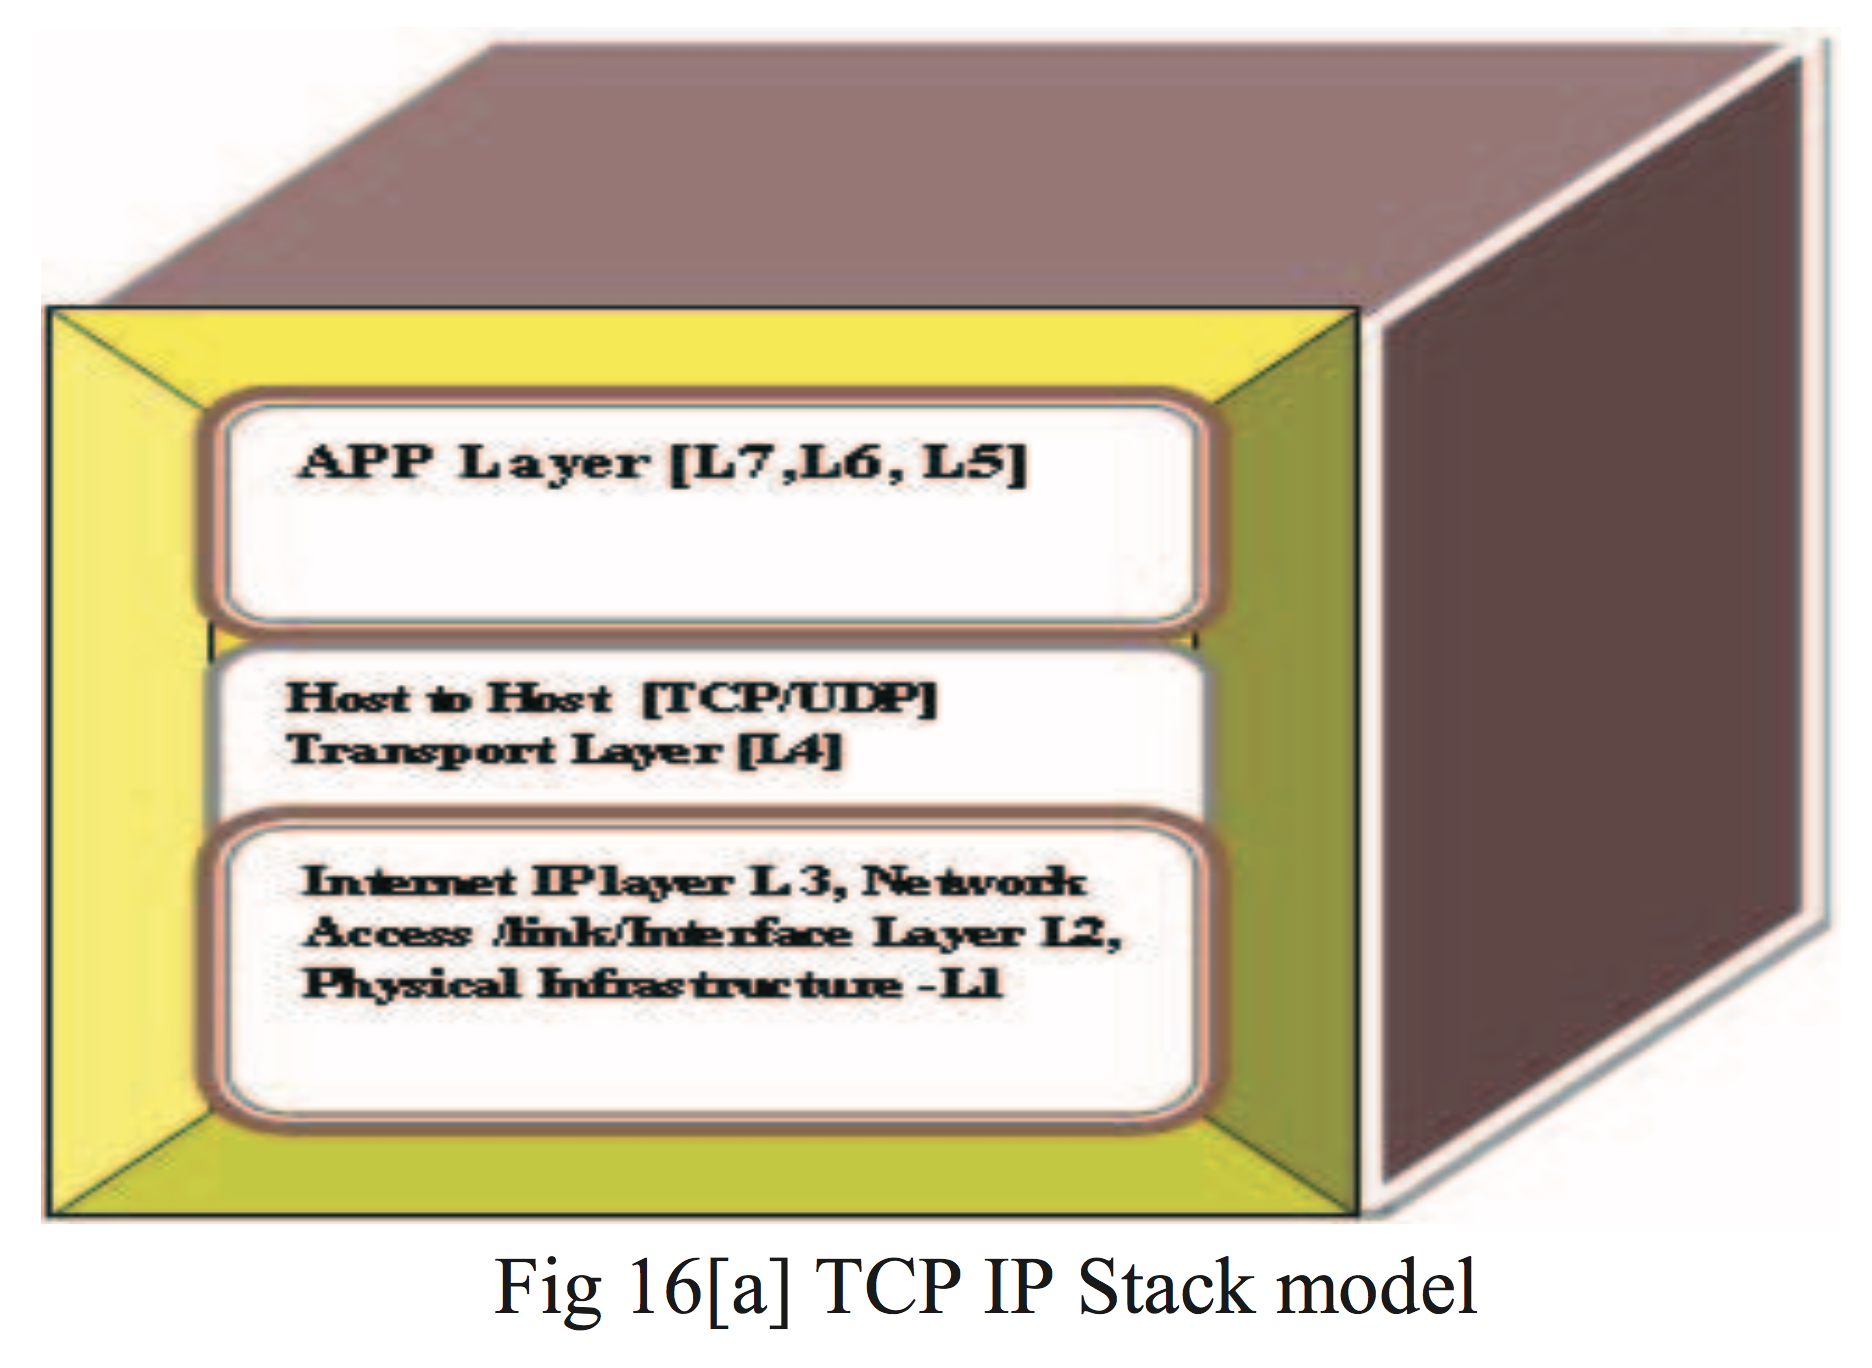 APP Layer [L7,L6, L5]
Host to Host [TCP/UDP]
Transport Layer [L4]
Internet IP layer L 3, Network
Access /link/Interface Layer L2,
Physical Infrastructure -L1
Fig 16[a] TCP IP Stack model